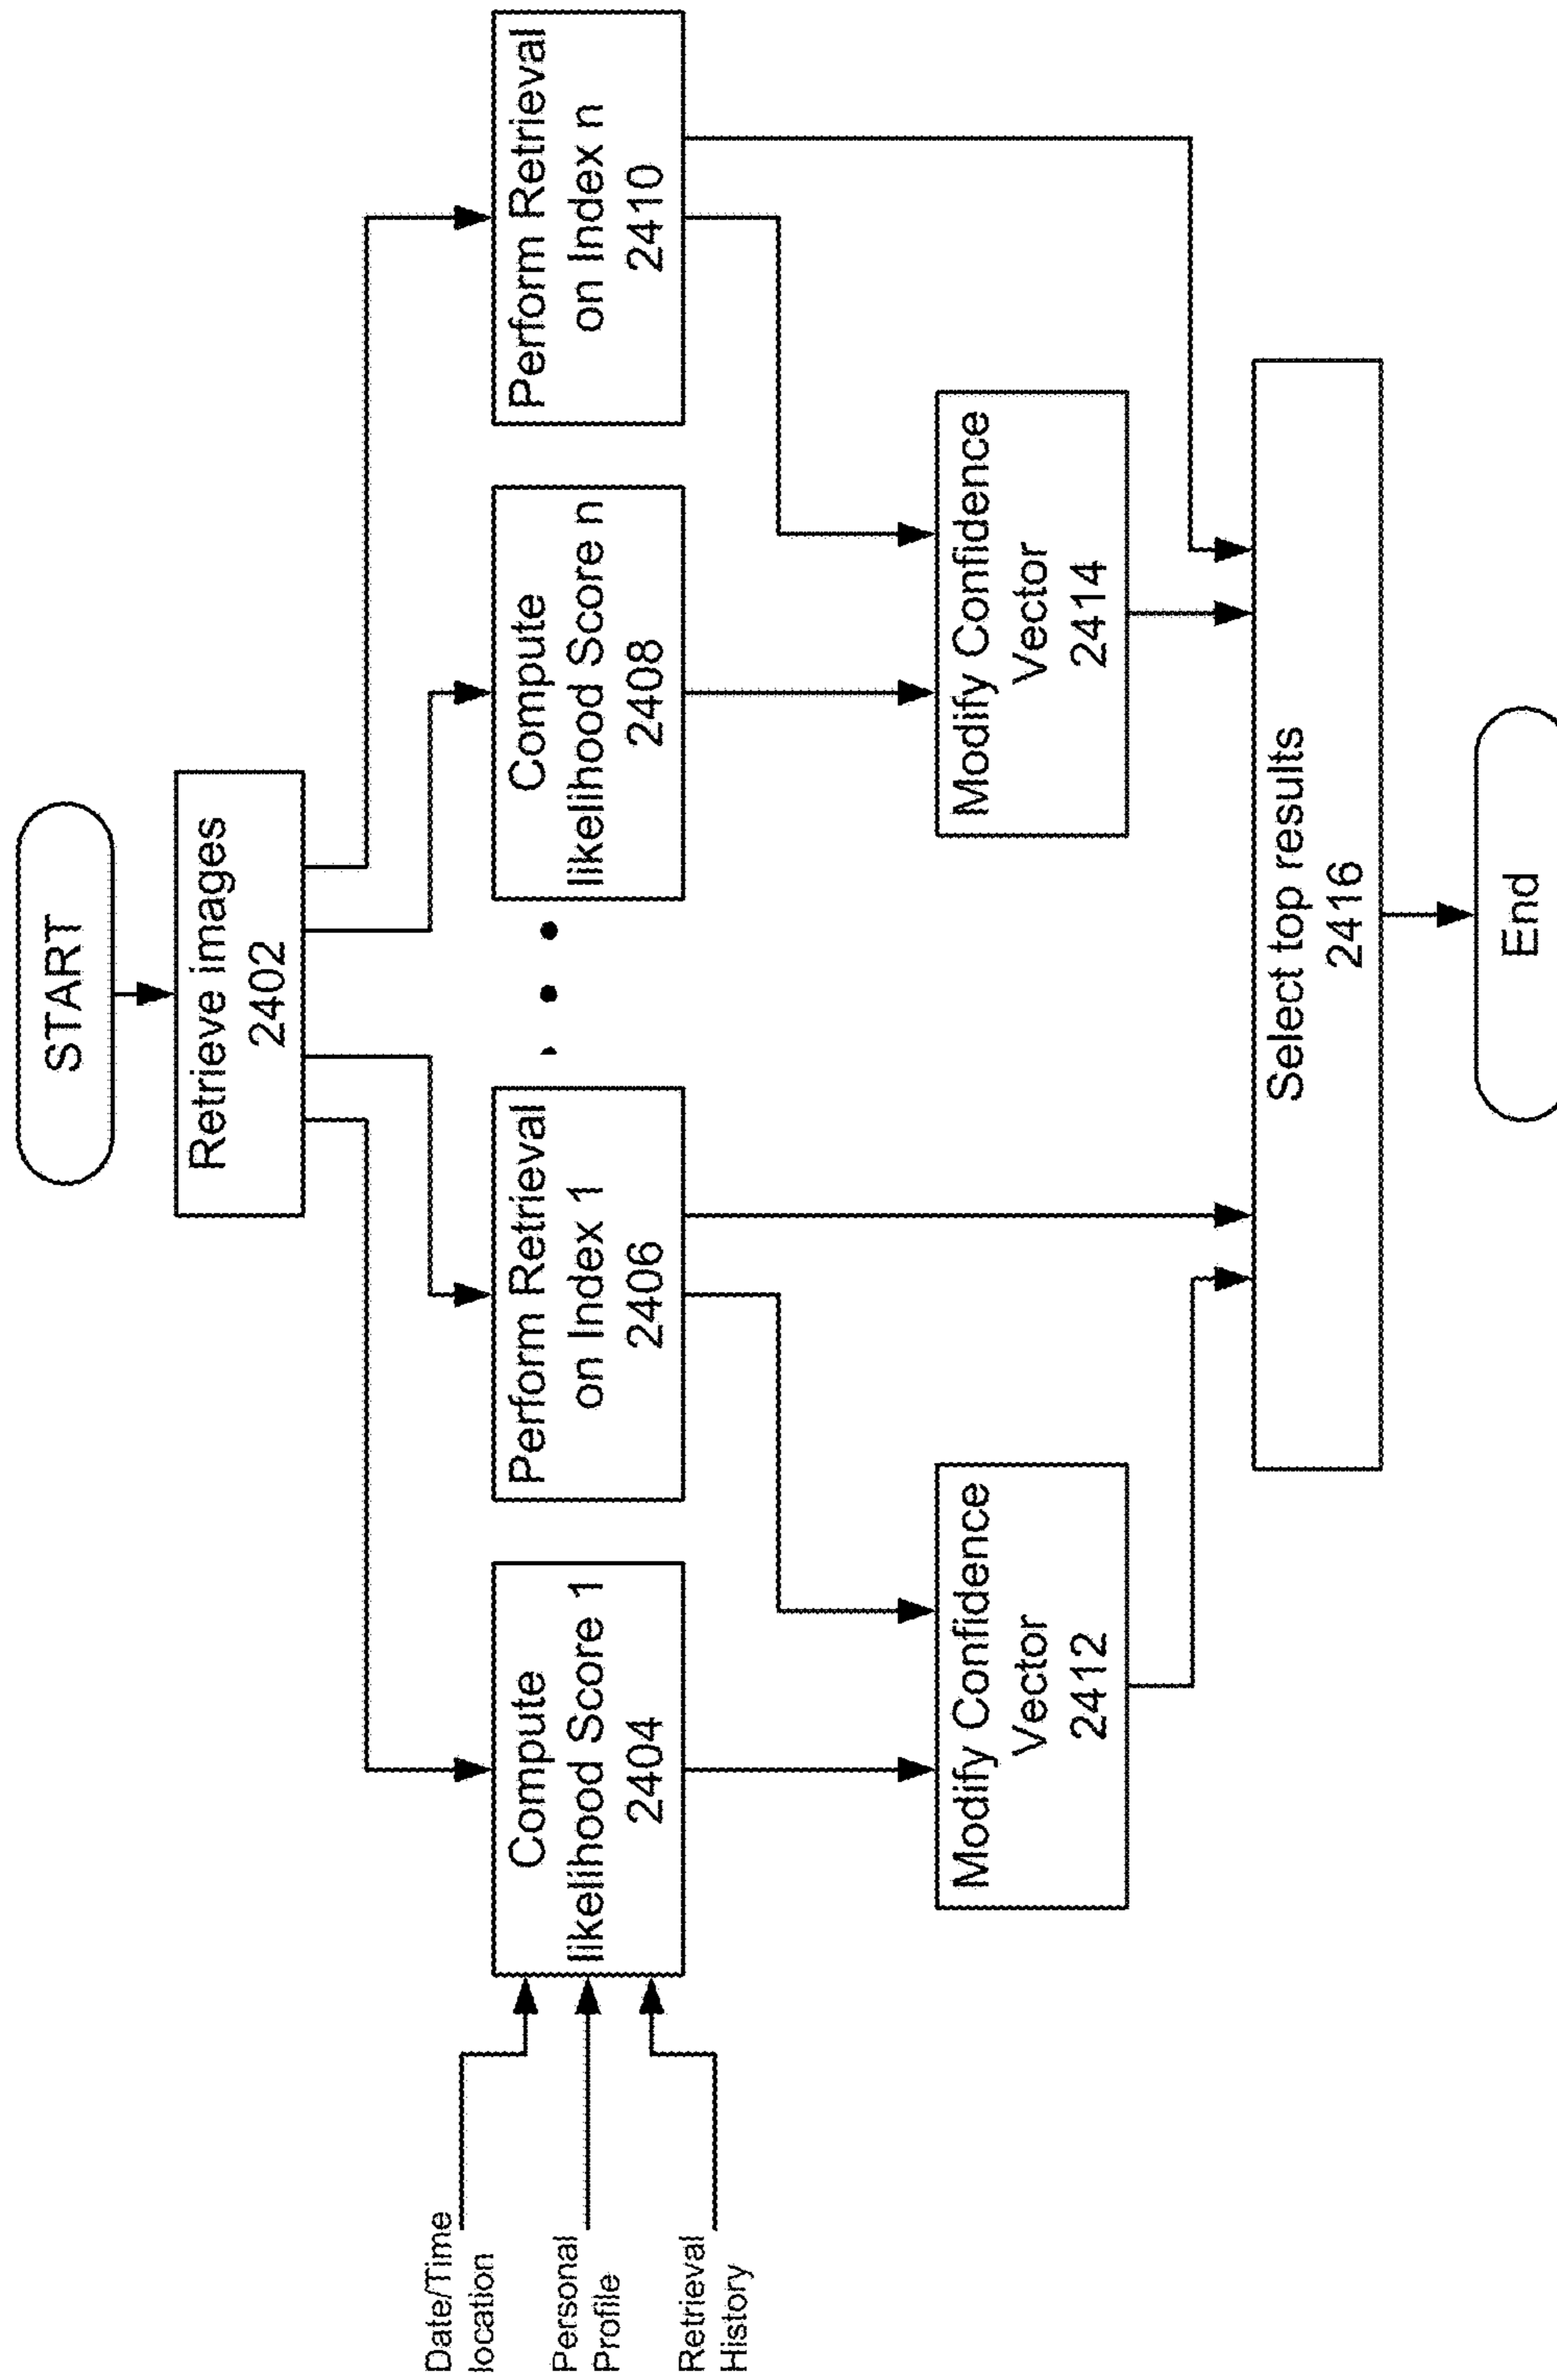 START
Retrieve images
2402
Date/Time
location
Personal
Profile
Retrieval
History
Compute
likelihood Score 1
2404
Perform Retrieval
on Index 1
2406
Compute
likelihood Score n
2408
Perform Retrieval
on Index n
2410
Modify Confidence
Vector
2412
Modify Confidence
Vector
2414
Select top results
2416
End